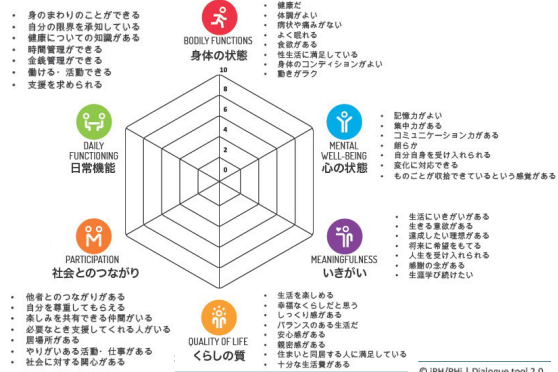 身のまわりのことができる
自分の限界を承知している
健康についての知識がある
時間管理ができる
金銭管理ができる
働ける・活動できる
支援を求められる
BODILY FUNCTIONS
身体の状態
健康だ
体調がよい
病状や痛みがない
よく眠れる
食欲がある
性生活に満足している
身体のコンディションがよい
動きがラク
10
8
6
4
2
0
DAILY
FUNCTIONING
日常機能
MENTAL
WELL-BEING
心の状態
記憶力がよい
集中力がある
コミュニケーション力がある
朗らか
自分自身を受け入れられる
変化に対応できる
ものごとが収拾できているという感覚がある
PARTICIPATION
社会とのつながり
MEANINGFULNESS
いきがい
生活にいきがいがある
生きる意欲がある
達成したい理想がある
将来に希望をもてる
人生を受け入れられる
感謝の念がある
生涯学び続けたい
他者とのつながりがある
自分を尊重してもらえる
楽しみを共有できる仲間がいる
必要なとき支援してくれる人がいる
居場所がある
やりがいある活動・仕事がある
社会に対する関心がある
QUALITY OF LIFE
くらしの質
生活を楽しめる
幸福なくらしだと思う
しっくり感がある
バランスのある生活だ
安心感がある
親密感がある
住まいと同居する人に満足している
十分な生活費がある
© iPH/PHi | Dialogue tool 2.0